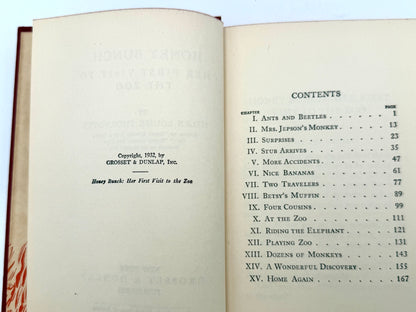 Copyright, 1932, by
GROSSET & DUNLAP, Inc.
Honey Bunch: Her First Visit to the Zoo
CONTENTS
CHAPTER PAGE
I. Ants and Beetles 1
II. Mrs. Jepson's Monkey 13
III. Surprises 23
IV. Stub Arrives 35
V. More Accidents 47
VI. Nice Bananas 61
VII. Two Travelers 77
VIII. Betsy's Muffin 89
IX. Four Cousins 99
X. At the Zoo 111
XI. Riding the Elephant 121
XII. Playing Zoo 133
XIII. Dozens of Monkeys 143
XIV. A Wonderful Discovery 155
XV. Home Again 167